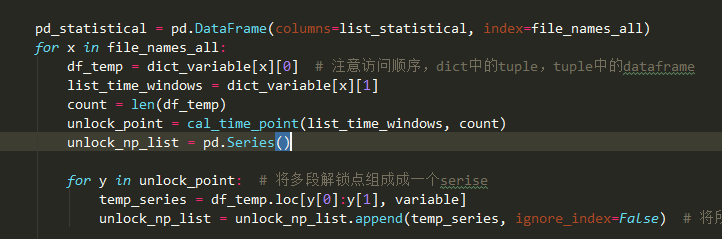 pd_statistical = pd.DataFrame(columns=list_statistical, index=file_names_all)
for x in file_names_all:
    df_temp = dict_variable[x][0]  # 注意访问顺序，dict中的tuple，tuple中的dataframe
    list_time_windows = dict_variable[x][1]
    count = len(df_temp)
    unlock_point = cal_time_point(list_time_windows, count)
    unlock_np_list = pd.Series()
    for y in unlock_point:  # 将多段解锁点组成成一个serise
        temp_series = df_temp.loc[y[0]:y[1], variable]
        unlock_np_list = unlock_np_list.append(temp_series, ignore_index=False)  # 将